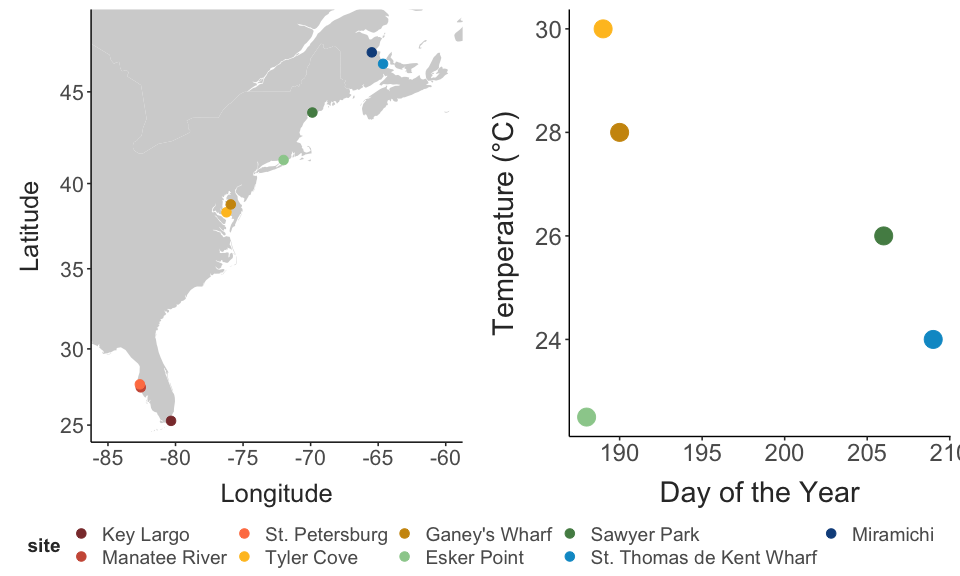 45
40
35
30
25
Latitude
-85 -80 -75 -70 -65 -60
Longitude
30
28
26
24
Temperature (°C)
190 195 200 205 210
Day of the Year
site
Key Largo St. Petersburg Ganey's Wharf Sawyer Park Miramichi
Manatee River Tyler Cove Esker Point St. Thomas de Kent Wharf